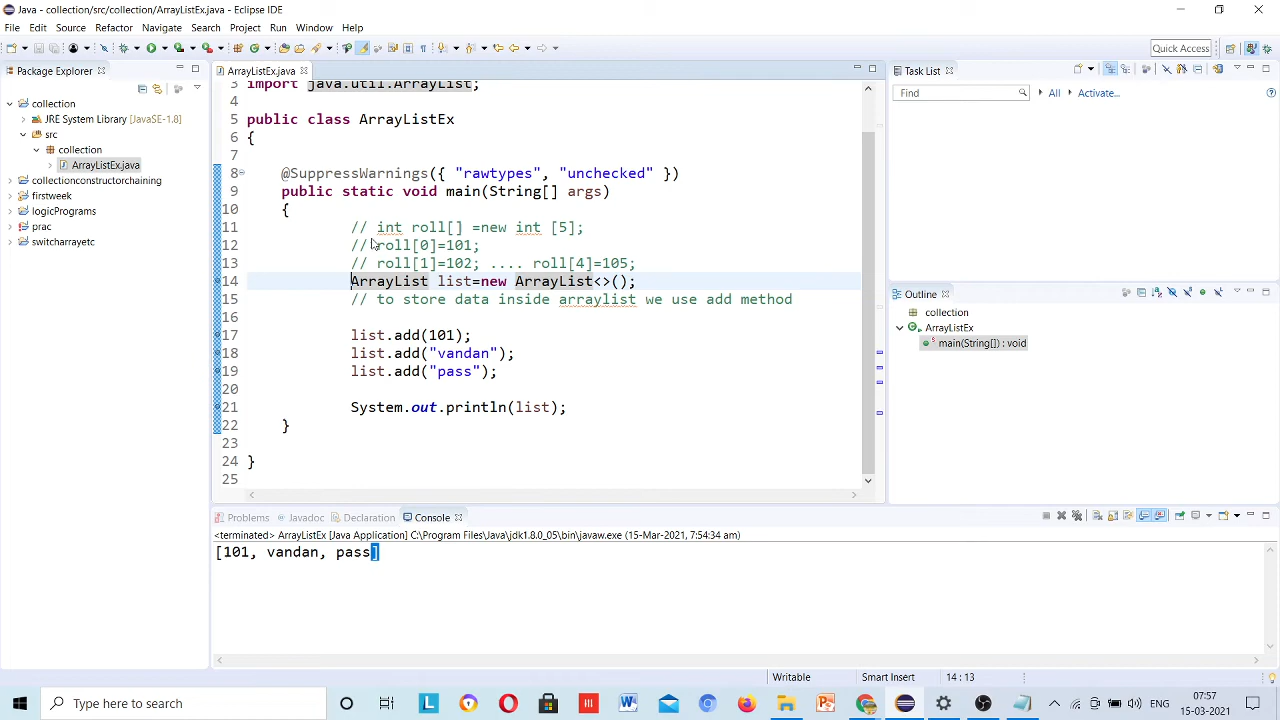 Java - collection/src/collection/ArrayListEx.java - Eclipse IDE
File Edit Source Refactor Navigate Search Project Run Window Help
Quick Access
Package Explorer
collection
JRE System Library [JavaSE-1.8]
src
collection
ArrayListEx.java
collectionconstructorchaining
firstweek
logicPrograms
prac
switcharrayetc
ArrayListEx.java
3 import java.util.ArrayList;
4
5 public class ArrayListEx
6 {
7
8 @SuppressWarnings({ "rawtypes", "unchecked" })
9 public static void main(String[] args)
10 {
11 // int roll[] =new int [5];
12 // roll[0]=101;
13 // roll[1]=102; .... roll[4]=105;
14 ArrayList list=new ArrayList<>();
15 // to store data inside arraylist we use add method
16
17 list.add(101);
18 list.add("vandan");
19 list.add("pass");
20
21 System.out.println(list);
22 }
23
24 }
25
Task List
Find All Activate...
Outline
collection
ArrayListEx
main(String[]) : void
Problems Javadoc Declaration Console
<terminated> ArrayListEx [Java Application] C:\Program Files\Java\jdk1.8.0_05\bin\javaw.exe (15-Mar-2021, 7:54:34 am)
[101, vandan, pass]
Writable Smart Insert 14 : 13
Type here to search
07:57
15-03-2021